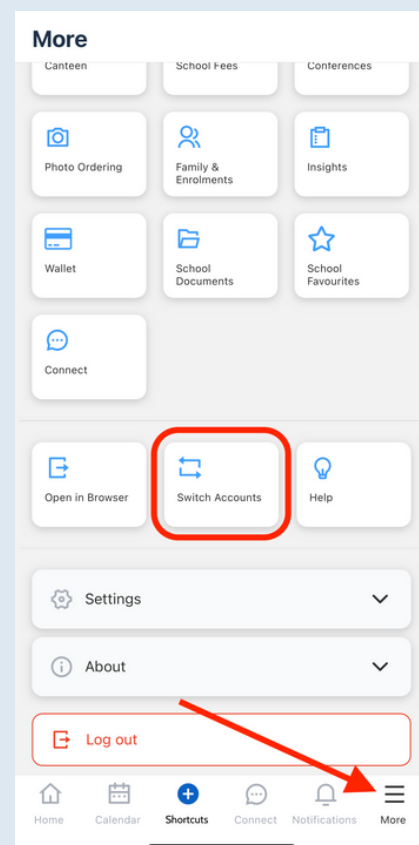 More
Canteen
School Fees
Conferences
Photo Ordering
Family &
Enrolments
Insights
Wallet
School
Documents
School
Favourites
Connect
Open in Browser
Switch Accounts
Help
Settings
About
Log out
Home
Calendar
Shortcuts
Connect
Notifications
More